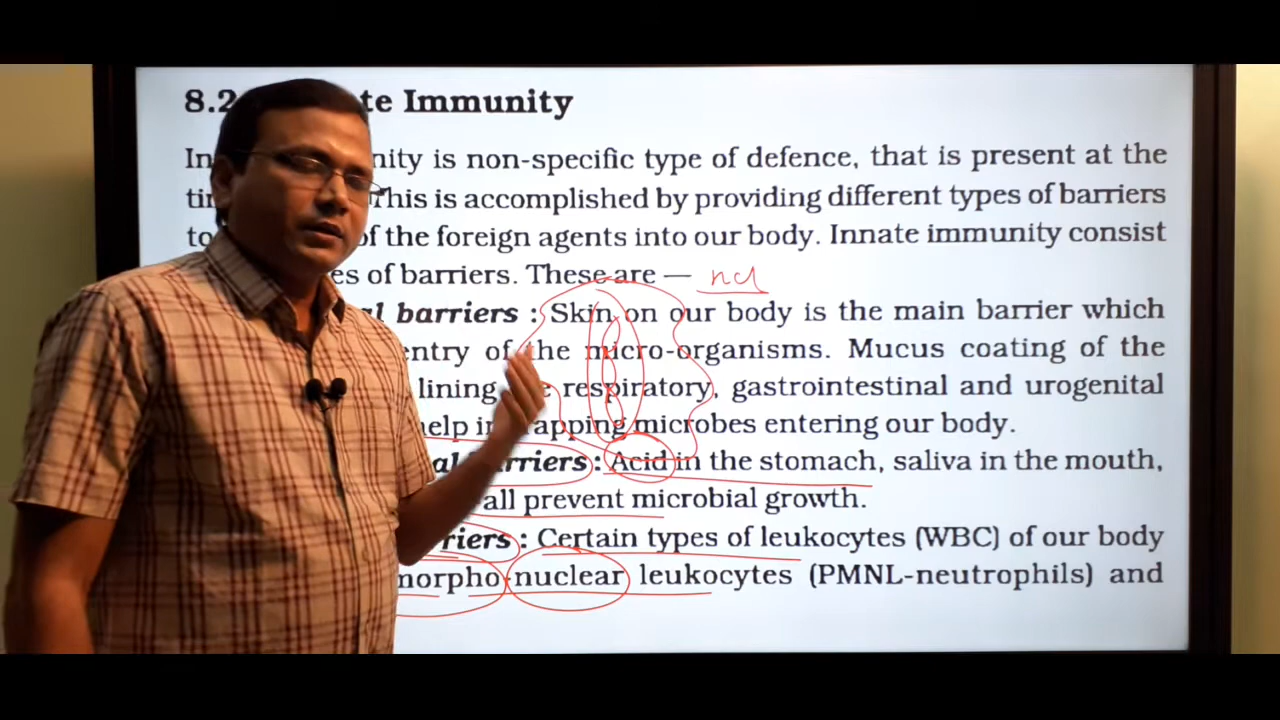 8.2 te Immunity
In nity is non-specific type of defence, that is present at the
This is accomplished by providing different types of barriers
to of the foreign agents into our body. Innate immunity consist
es of barriers. These are —
al barriers : Skin on our body is the main barrier which
entry of the micro-organisms. Mucus coating of the
lining respiratory, gastrointestinal and urogenital
help in trapping microbes entering our body.
al barriers : Acid in the stomach, saliva in the mouth,
all prevent microbial growth.
riers : Certain types of leukocytes (WBC) of our body
morpho-nuclear leukocytes (PMNL-neutrophils) and